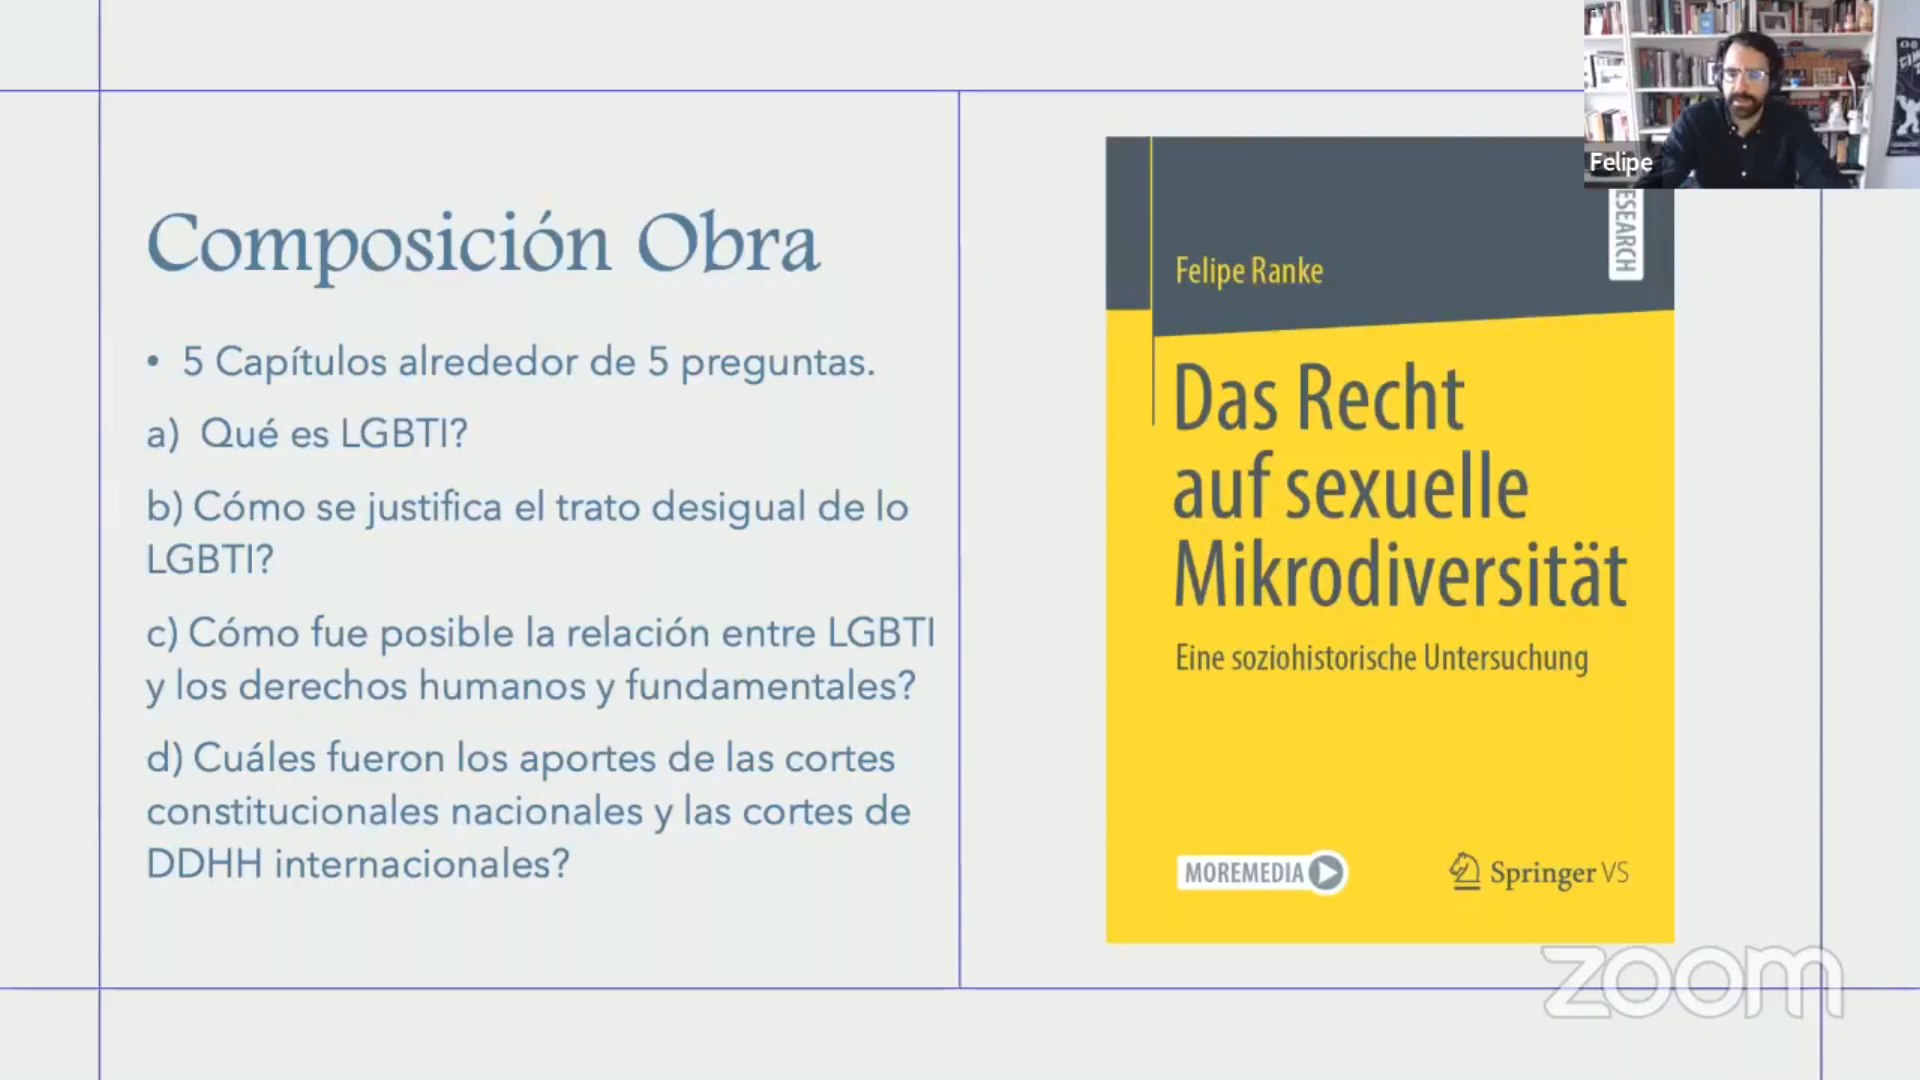 Composición Obra
• 5 Capítulos alrededor de 5 preguntas.
a) Qué es LGBTI?
b) Cómo se justifica el trato desigual de lo
LGBTI?
c) Cómo fue posible la relación entre LGBTI
y los derechos humanos y fundamentales?
d) Cuáles fueron los aportes de las cortes
constitucionales nacionales y las cortes de
DDHH internacionales?
Felipe
ESEARCH
Felipe Ranke
Das Recht
auf sexuelle
Mikrodiversität
Eine soziohistorische Untersuchung
MOREMEDIA
Springer VS
zoom